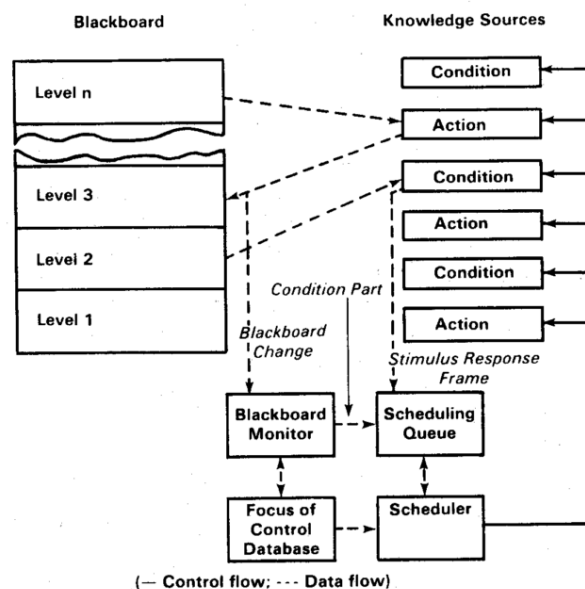 Blackboard
Knowledge Sources
Level n
Level 3
Level 2
Level 1
Condition
Action
Condition
Action
Condition
Action
Condition Part
Blackboard
Change
Stimulus Response
Frame
Blackboard
Monitor
Scheduling
Queue
Focus of
Control
Database
Scheduler
(— Control flow; --- Data flow)